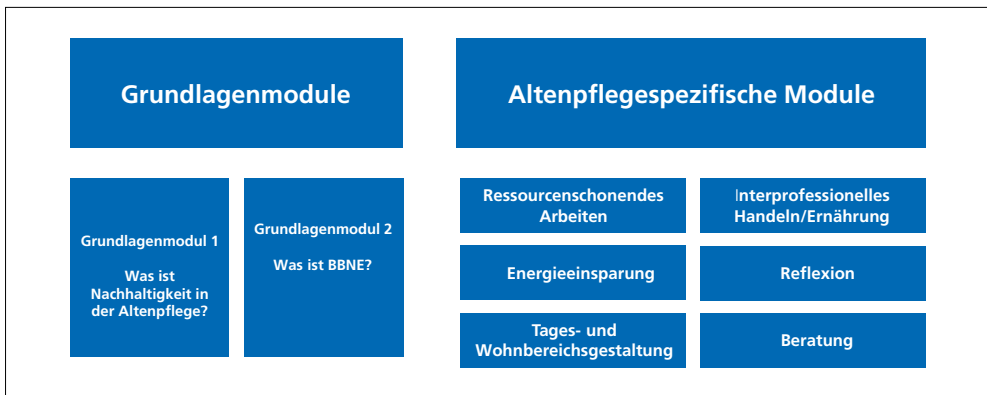 Grundlagenmodule
Altenpflegespezifische Module
Grundlagenmodul 1
Was ist
Nachhaltigkeit in
der Altenpflege?
Grundlagenmodul 2
Was ist BBNE?
Ressourcenschonendes
Arbeiten
Interprofessionelles
Handeln/Ernährung
Energieeinsparung
Reflexion
Tages- und
Wohnbereichsgestaltung
Beratung